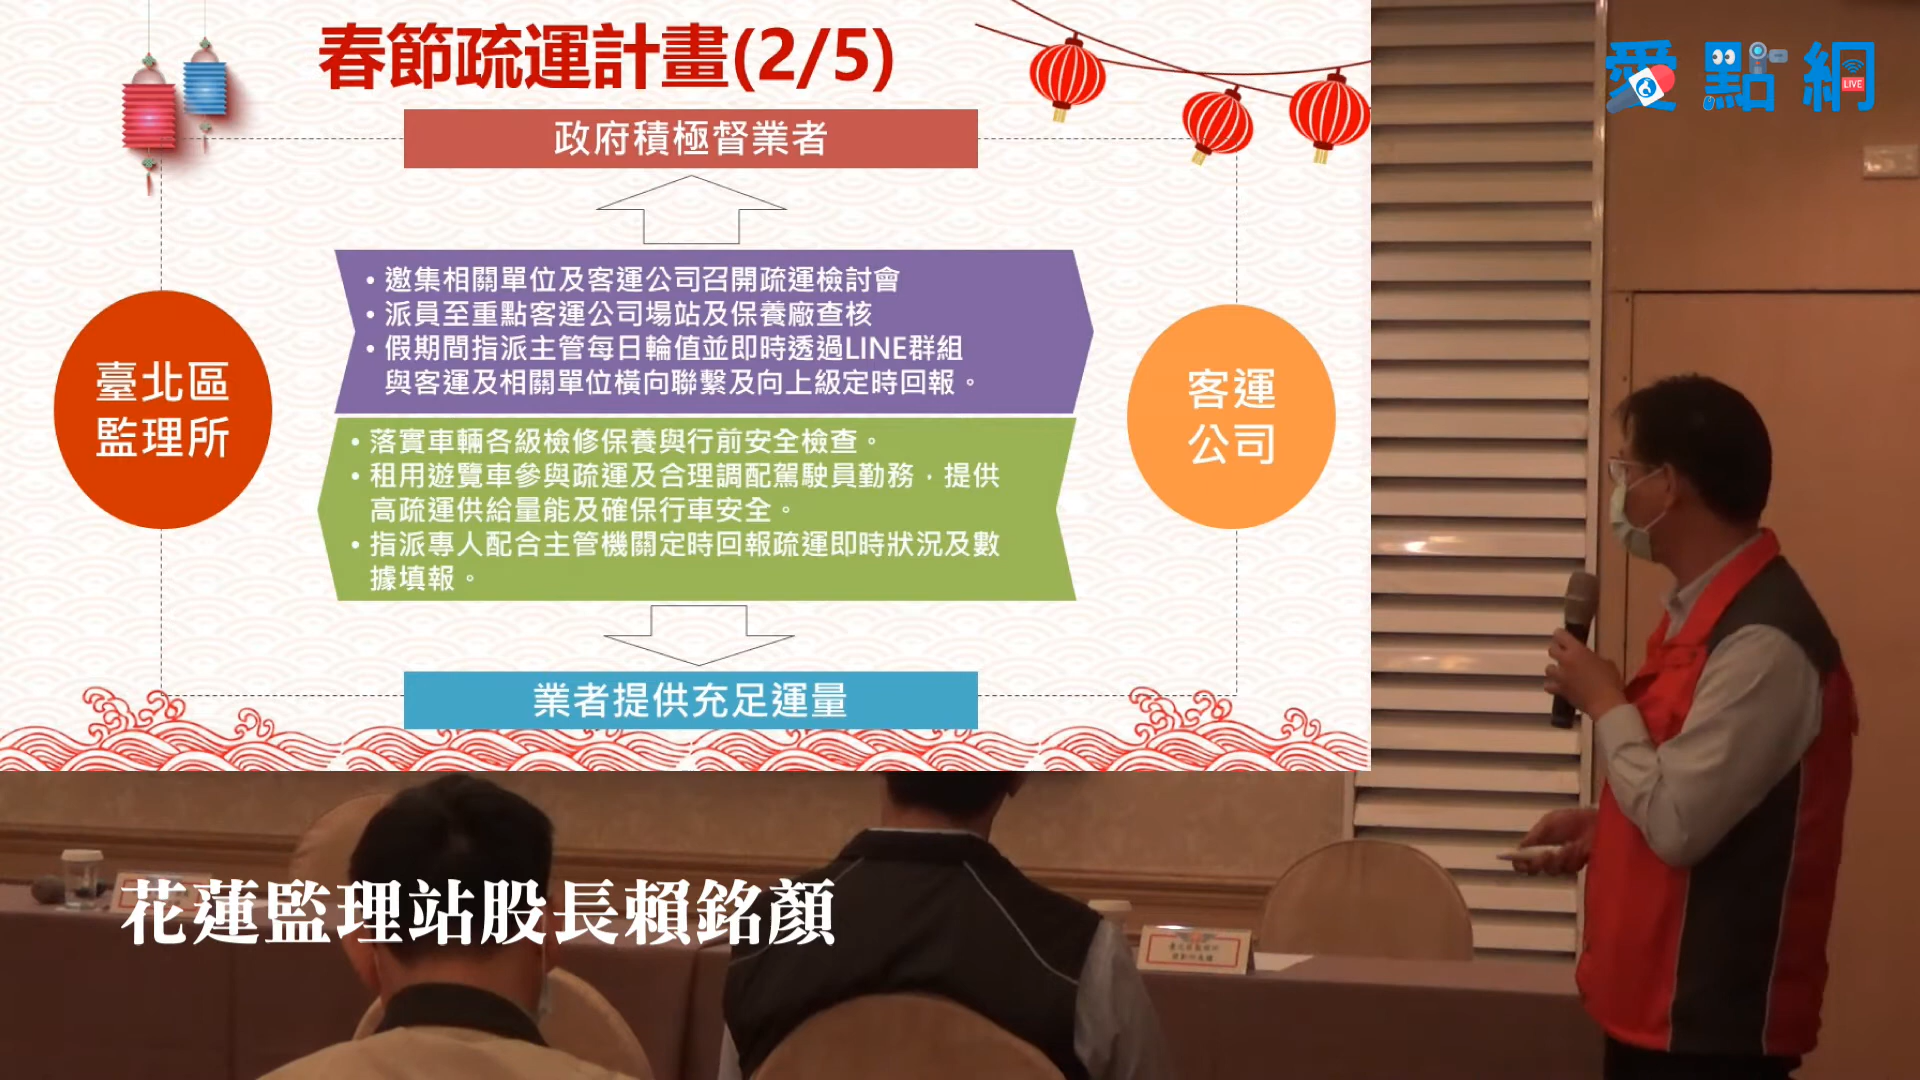 春節疏運計畫(2/5)
愛點網
LIVE
政府積極督業者
• 邀集相關單位及客運公司召開疏運檢討會
• 派員至重點客運公司場站及保養廠查核
• 假期間指派主管每日輪值並即時透過LINE群組
與客運及相關單位橫向聯繫及向上級定時回報。
臺北區
監理所
客運
公司
• 落實車輛各級檢修保養與行前安全檢查。
• 租用遊覽車參與疏運及合理調配駕駛員勤務，提供
高疏運供給量能及確保行車安全。
• 指派專人配合主管機關定時回報疏運即時狀況及數
據填報。
業者提供充足運量
花蓮監理站股長賴銘顏